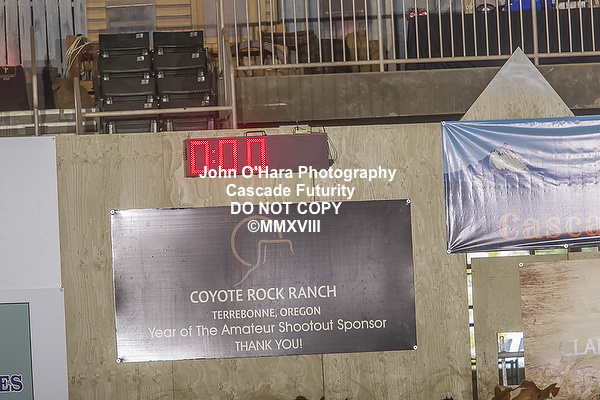 0:00
John O'Hara Photography
Cascade Futurity
DO NOT COPY
©MMXVIII
Casca
COYOTE ROCK RANCH
TERREBONNE, OREGON
Year of The Amateur Shootout Sponsor
THANK YOU!
CLA
ES